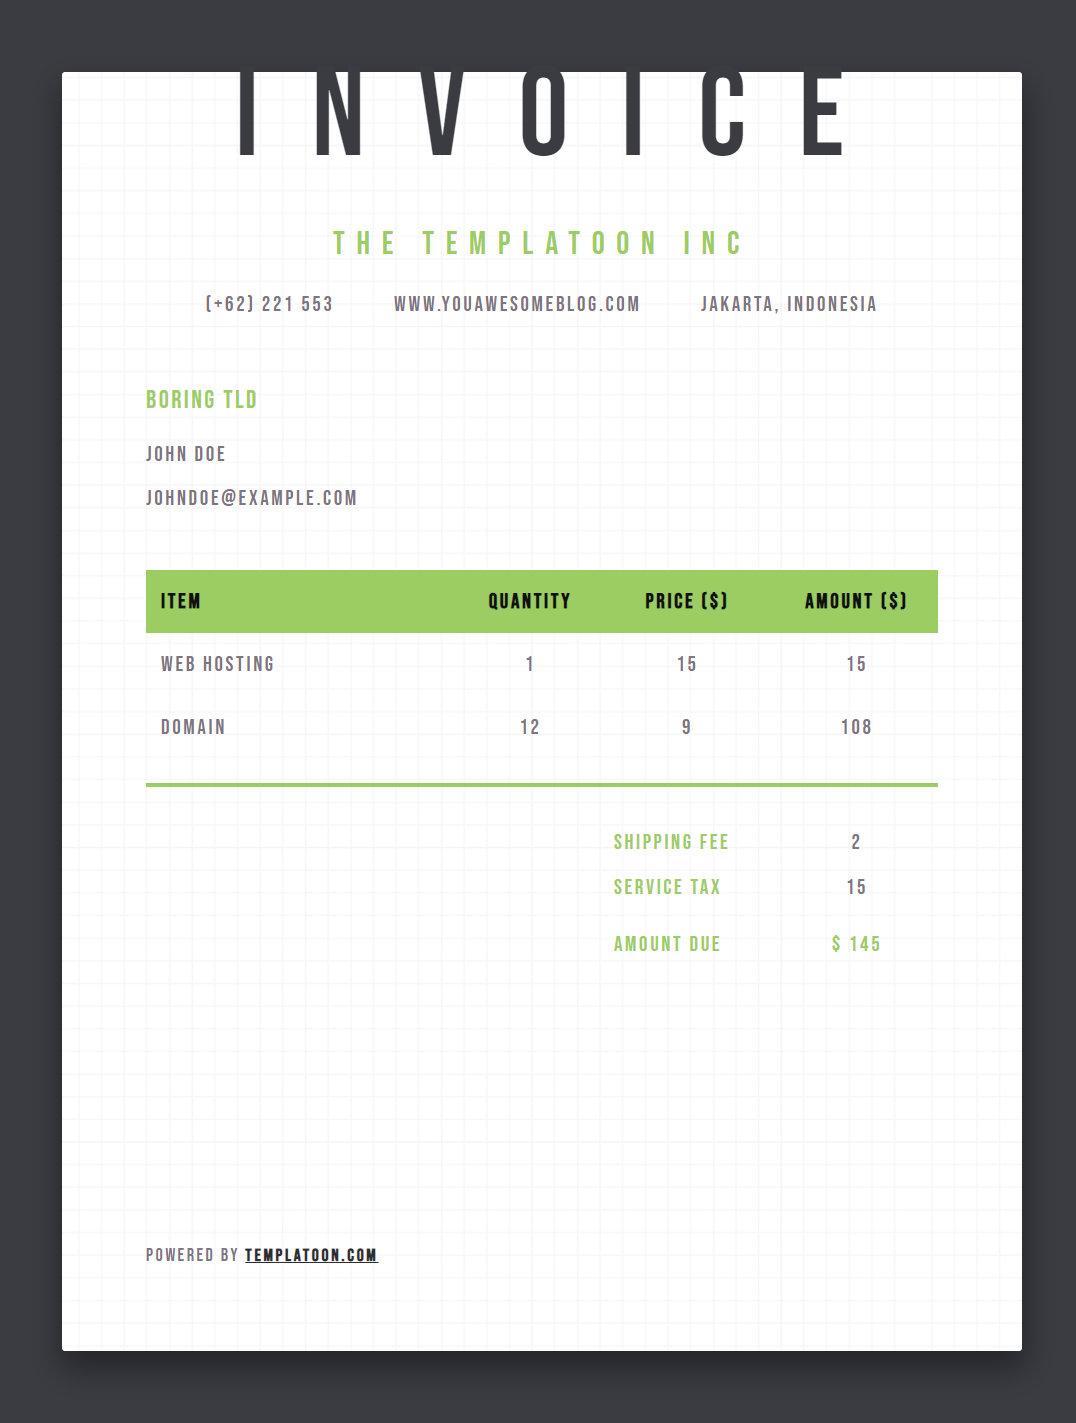 INVOICE
THE TEMPLATOON INC
(+62) 221 553 WWW.YOUAWESOMEBLOG.COM JAKARTA, INDONESIA
BORING TLD
JOHN DOE
JOHNDOE@EXAMPLE.COM
ITEM QUANTITY PRICE ($) AMOUNT ($)
WEB HOSTING 1 15 15
DOMAIN 12 9 108
SHIPPING FEE 2
SERVICE TAX 15
AMOUNT DUE $ 145
POWERED BY TEMPLATOON.COM